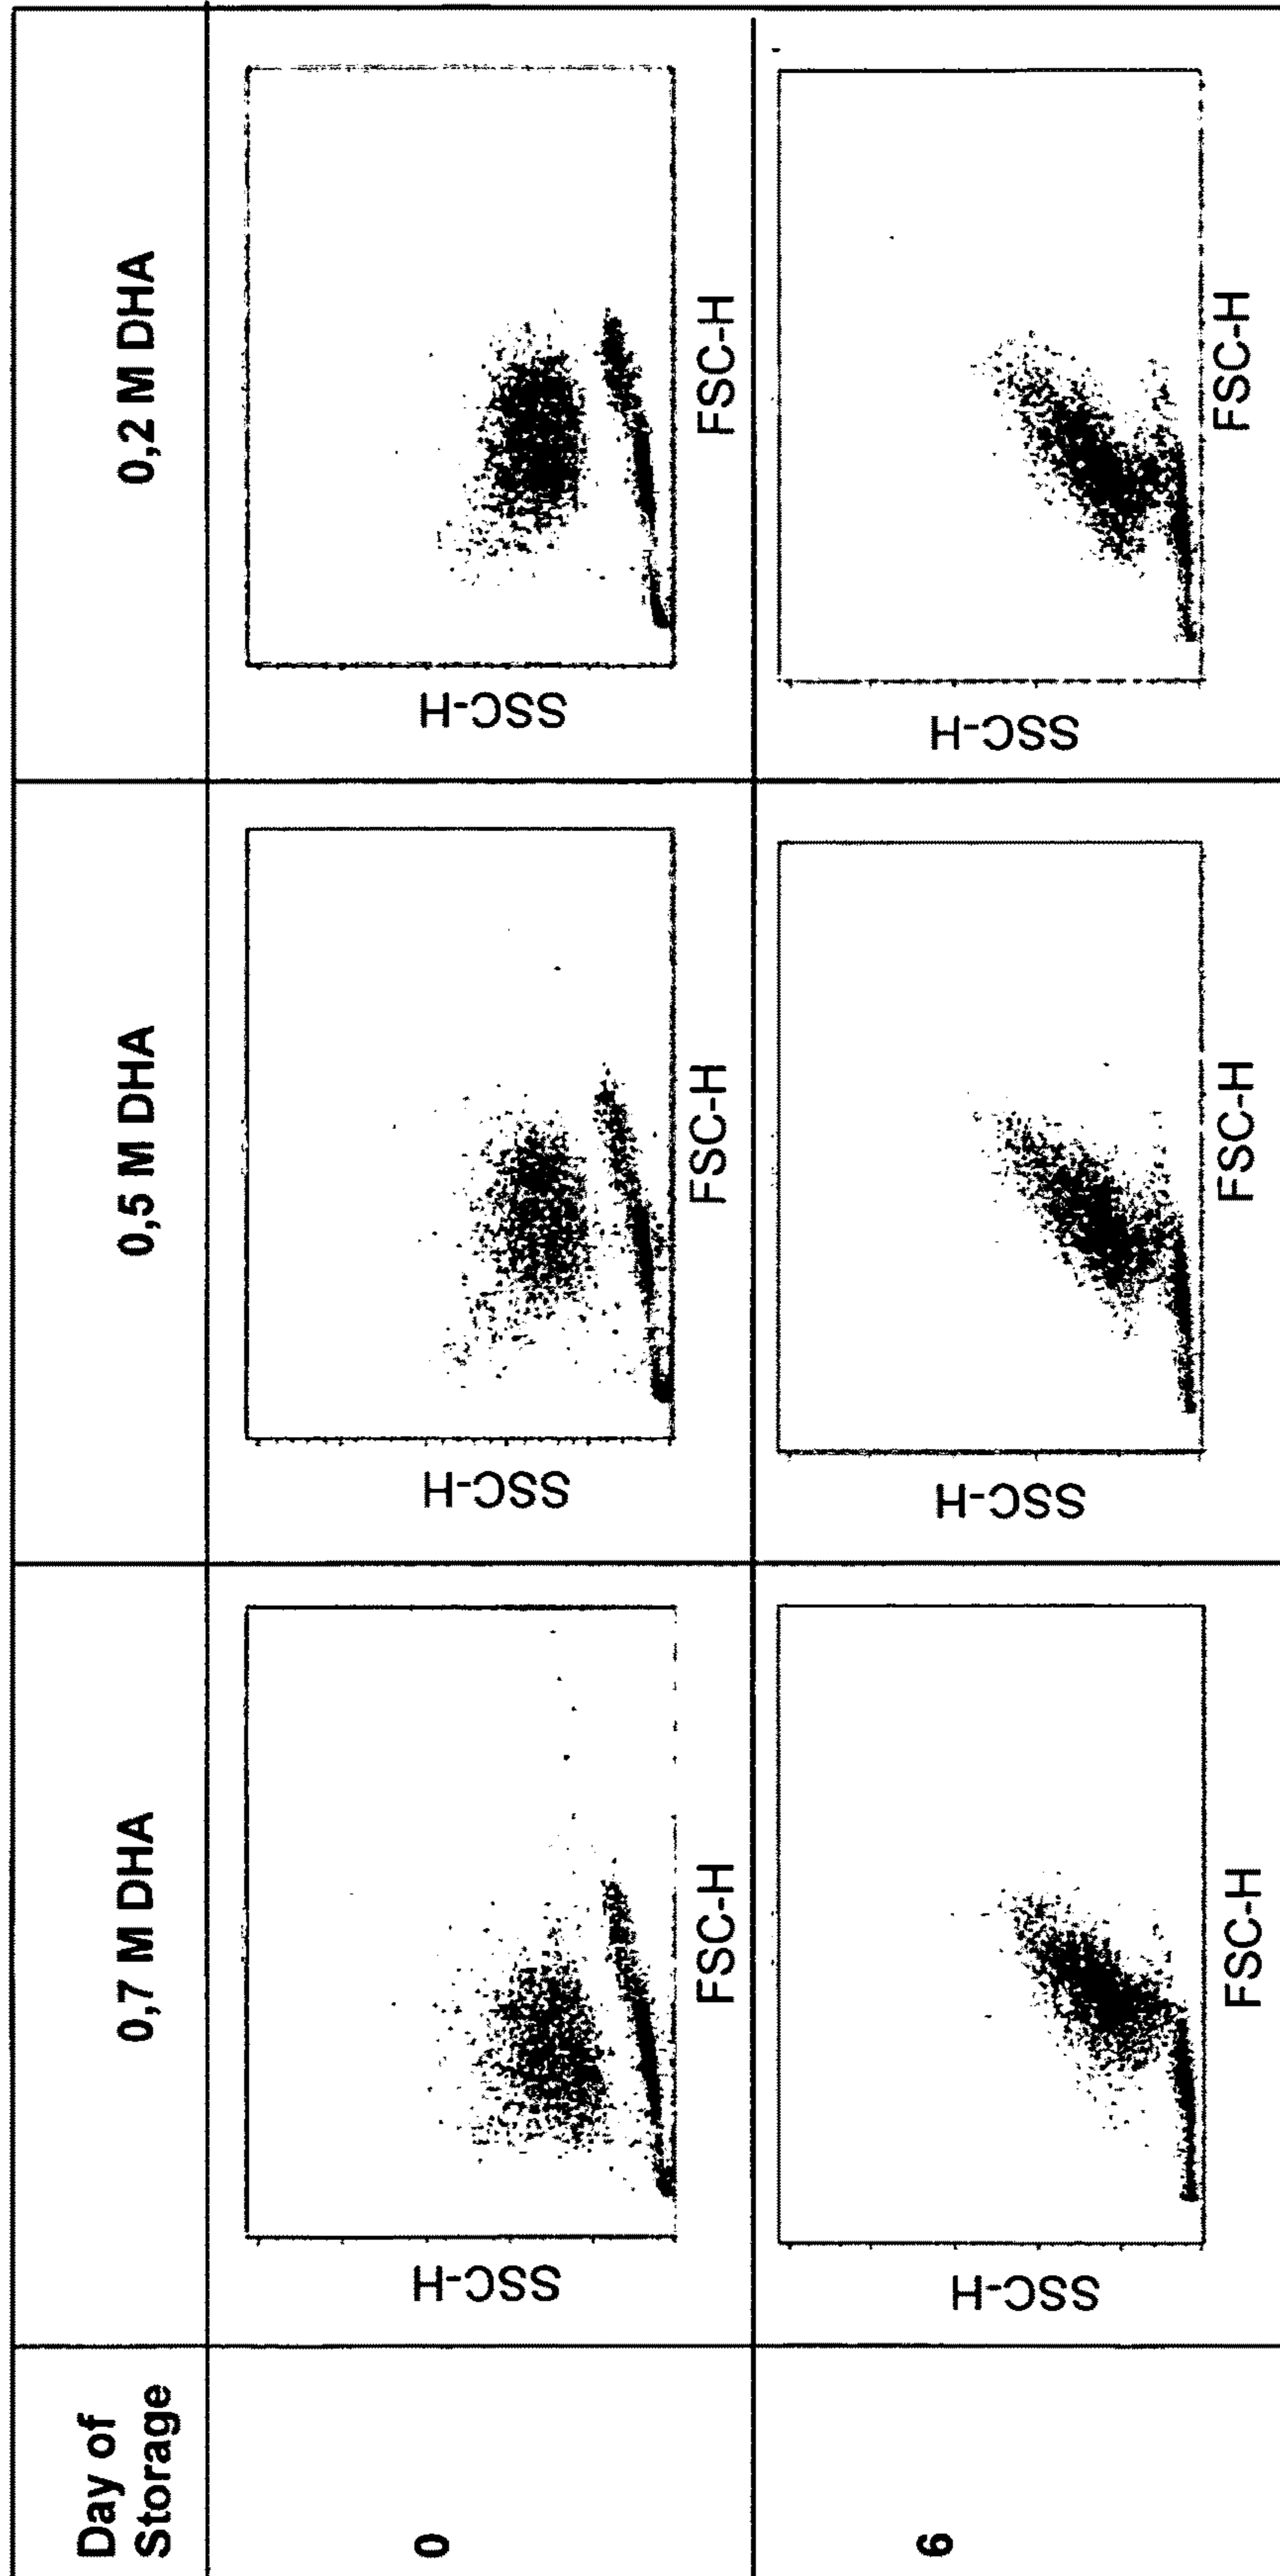 Day of
Storage
0,7 M DHA
0,5 M DHA
0,2 M DHA
0
SSC-H
FSC-H
SSC-H
FSC-H
SSC-H
FSC-H
6
SSC-H
FSC-H
SSC-H
FSC-H
SSC-H
FSC-H